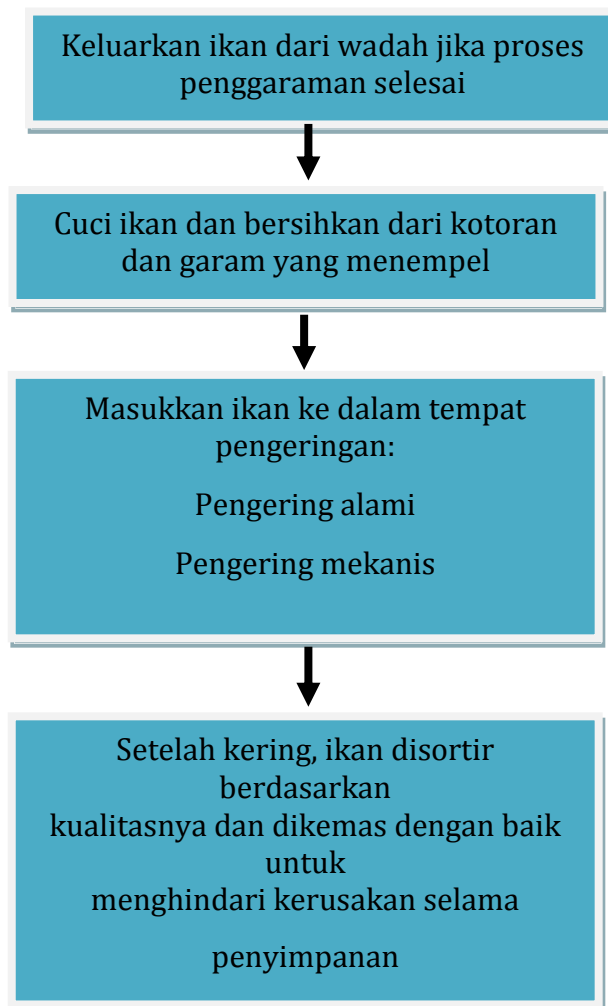 Keluarkan ikan dari wadah jika proses
penggaraman selesai
Cuci ikan dan bersihkan dari kotoran
dan garam yang menempel
Masukkan ikan ke dalam tempat
pengeringan:
Pengering alami
Pengering mekanis
Setelah kering, ikan disortir
berdasarkan
kualitasnya dan dikemas dengan baik
untuk
menghindari kerusakan selama
penyimpanan